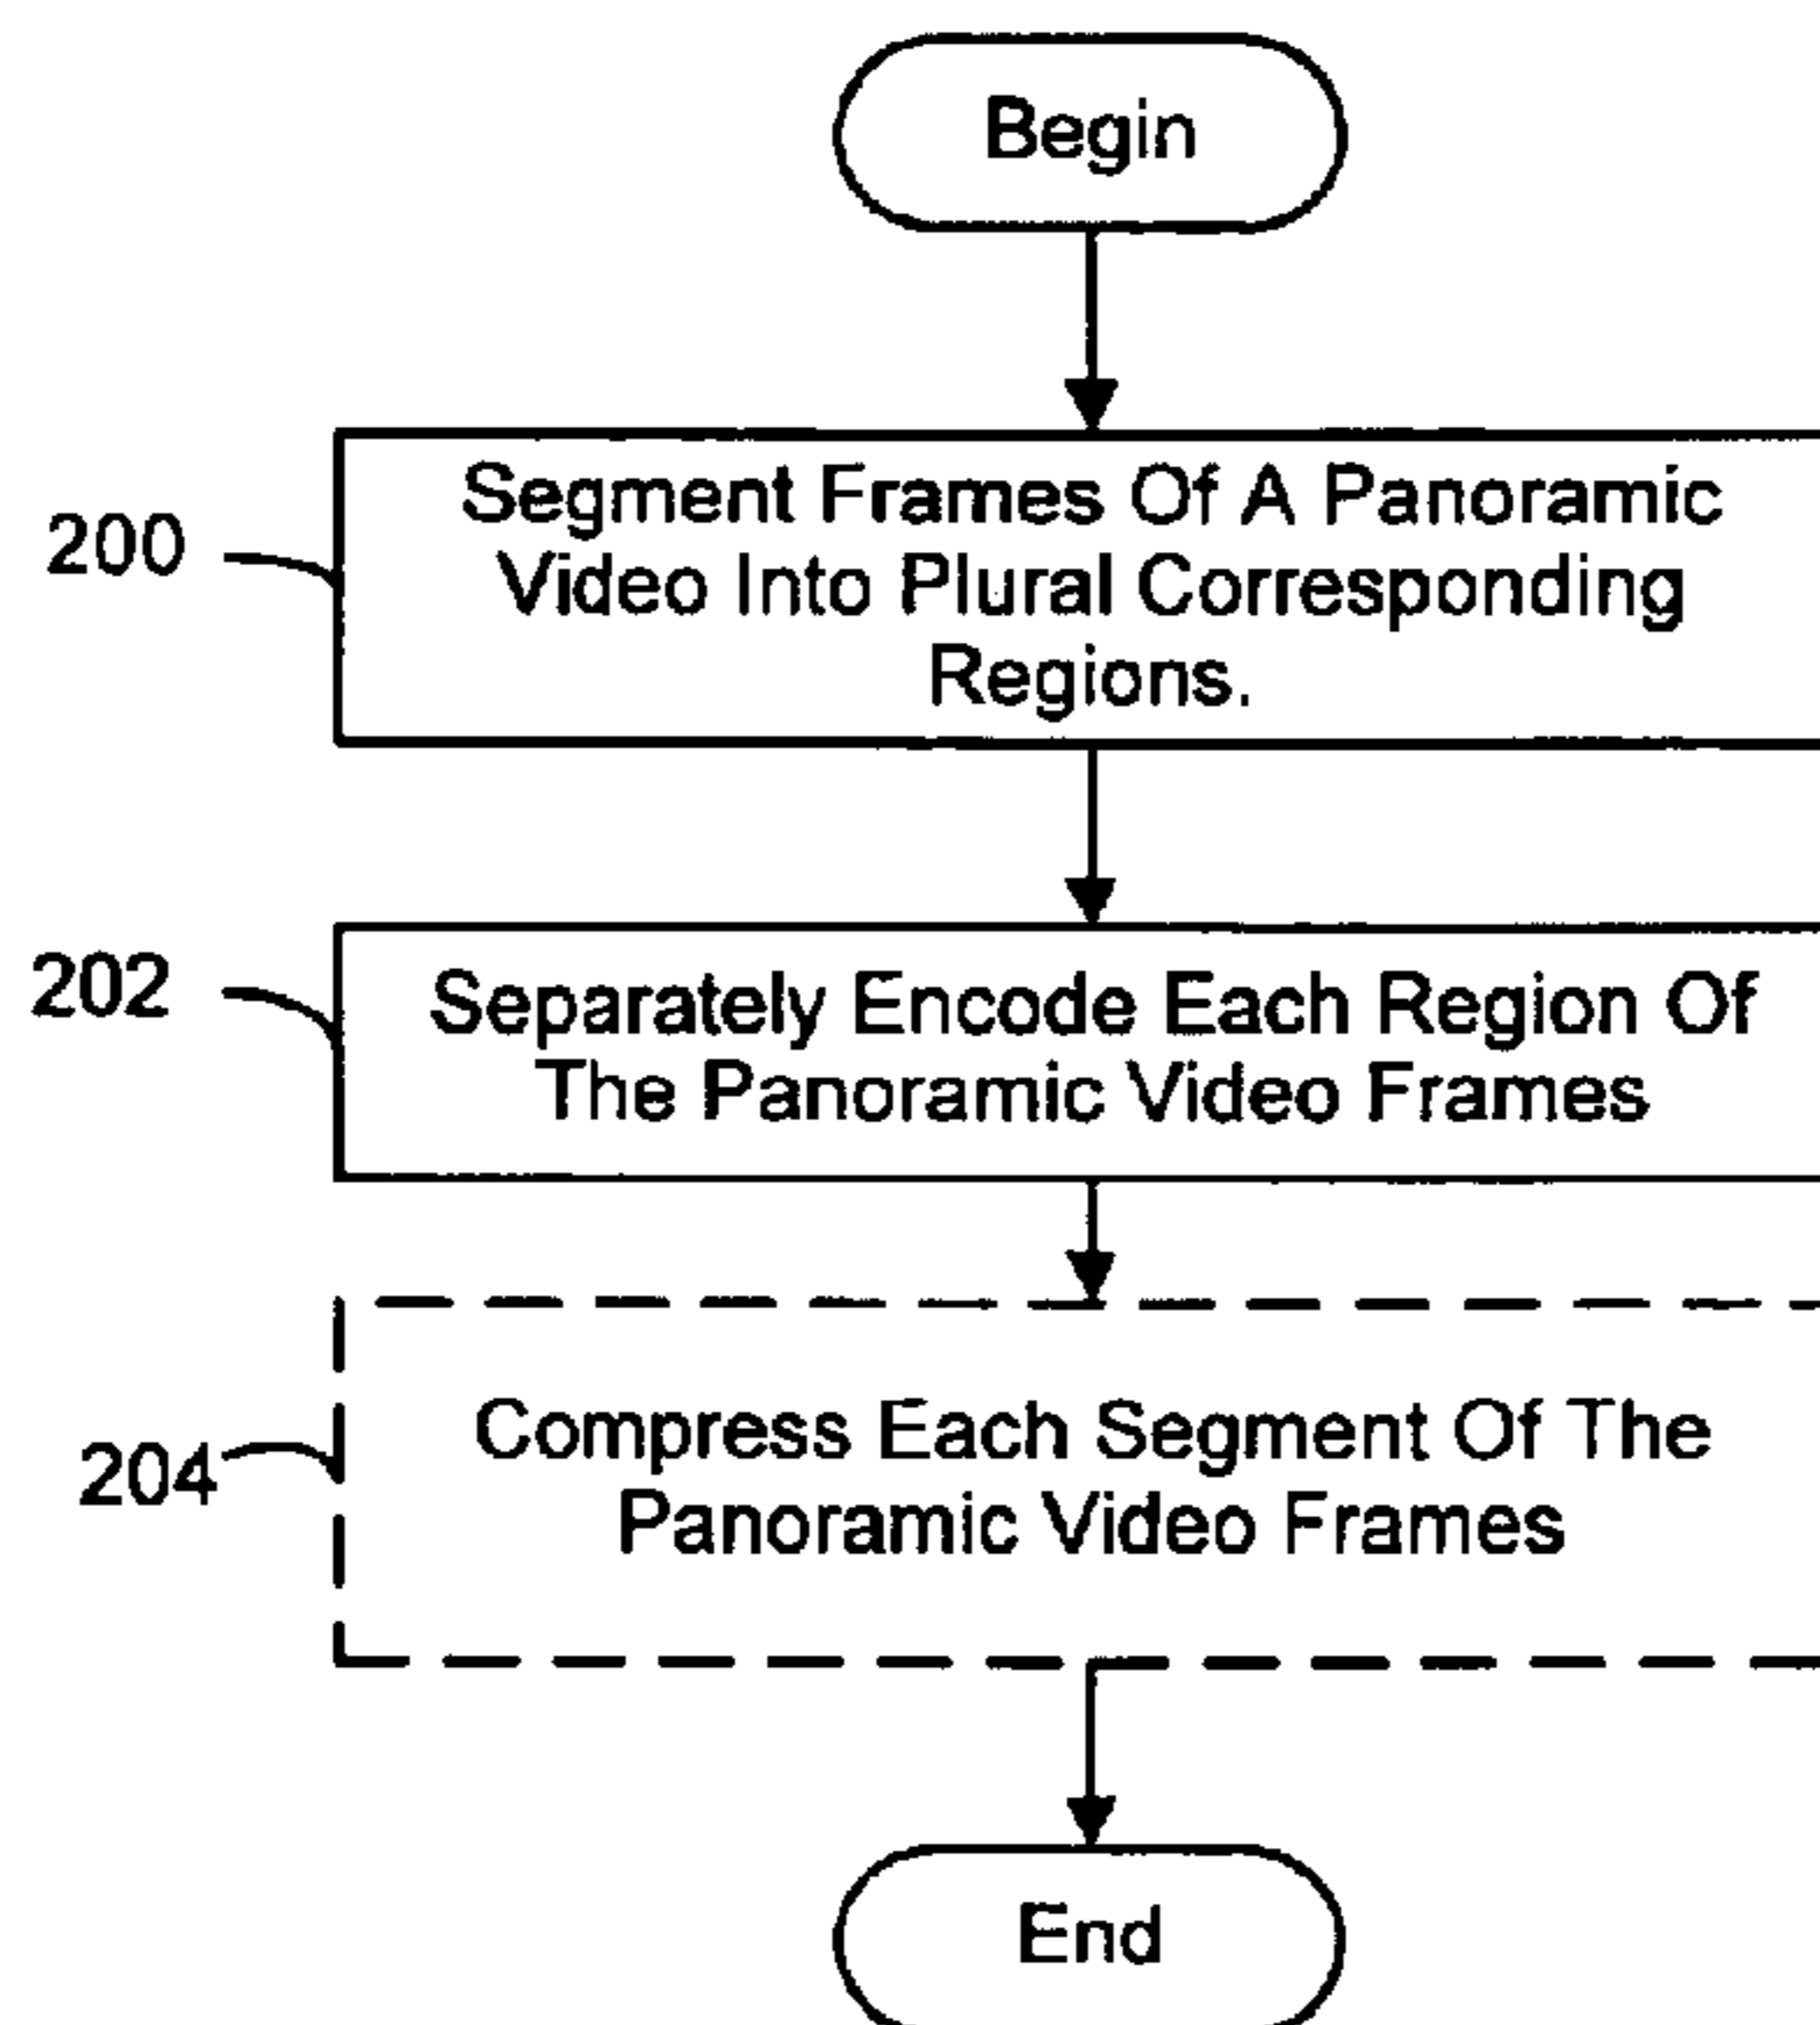 Begin
200
Segment Frames Of A Panoramic
Video Into Plural Corresponding
Regions.
202
Separately Encode Each Region Of
The Panoramic Video Frames
204
Compress Each Segment Of The
Panoramic Video Frames
End